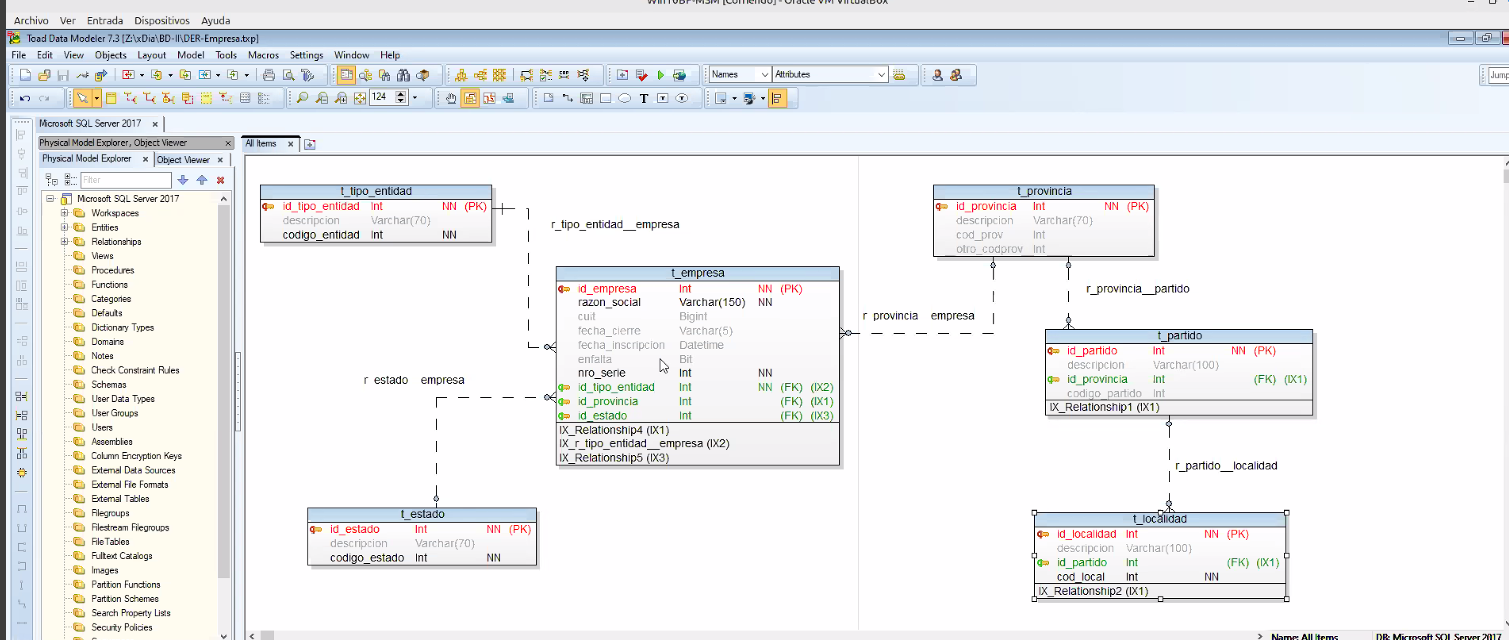 Win10BP-MSM [Corriendo] - Oracle VM VirtualBox
Archivo Ver Entrada Dispositivos Ayuda
Toad Data Modeler 7.3 [Z:\xDia\BD-II\DER-Empresa.txp]
File Edit View Objects Layout Model Tools Macros Settings Window Help
Names Attributes Jump
124
Microsoft SQL Server 2017 x
Physical Model Explorer, Object Viewer x
All Items x
Physical Model Explorer x Object Viewer x
Filter
Microsoft SQL Server 2017
Workspaces
Entities
Relationships
Views
Procedures
Functions
Categories
Defaults
Dictionary Types
Domains
Notes
Check Constraint Rules
Schemas
User Data Types
User Groups
Users
Assemblies
Column Encryption Keys
External Data Sources
External File Formats
External Tables
Filegroups
Filestream Filegroups
FileTables
Fulltext Catalogs
Images
Partition Functions
Partition Schemes
Search Property Lists
Security Policies
t_tipo_entidad
id_tipo_entidad Int NN (PK)
descripcion Varchar(70)
codigo_entidad Int NN
r_tipo_entidad__empresa
t_empresa
id_empresa Int NN (PK)
razon_social Varchar(150) NN
cuit Bigint
fecha_cierre Varchar(5)
fecha_inscripcion Datetime
enfalta Bit
nro_serie Int NN
id_tipo_entidad Int NN (FK) (IX2)
id_provincia Int (FK) (IX1)
id_estado Int (FK) (IX3)
IX_Relationship4 (IX1)
IX_r_tipo_entidad__empresa (IX2)
IX_Relationship5 (IX3)
r estado empresa
t_estado
id_estado Int NN (PK)
descripcion Varchar(70)
codigo_estado Int NN
t_provincia
id_provincia Int NN (PK)
descripcion Varchar(70)
cod_prov Int
otro_codprov Int
r provincia empresa
r_provincia__partido
t_partido
id_partido Int NN (PK)
descripcion Varchar(100)
id_provincia Int (FK) (IX1)
codigo_partido Int
IX_Relationship1 (IX1)
r_partido__localidad
t_localidad
id_localidad Int NN (PK)
descripcion Varchar(100)
id_partido Int (FK) (IX1)
cod_local Int NN
IX_Relationship2 (IX1)
Name: All Items DB: Microsoft SQL Server 2017